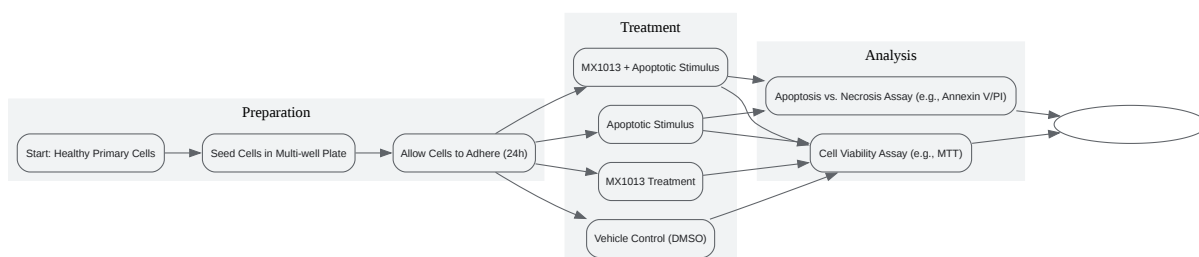 Preparation
Start: Healthy Primary Cells
Seed Cells in Multi-well Plate
Allow Cells to Adhere (24h)
Treatment
MX1013 + Apoptotic Stimulus
Apoptotic Stimulus
MX1013 Treatment
Vehicle Control (DMSO)
Analysis
Apoptosis vs. Necrosis Assay (e.g., Annexin V/PI)
Cell Viability Assay (e.g., MTT)